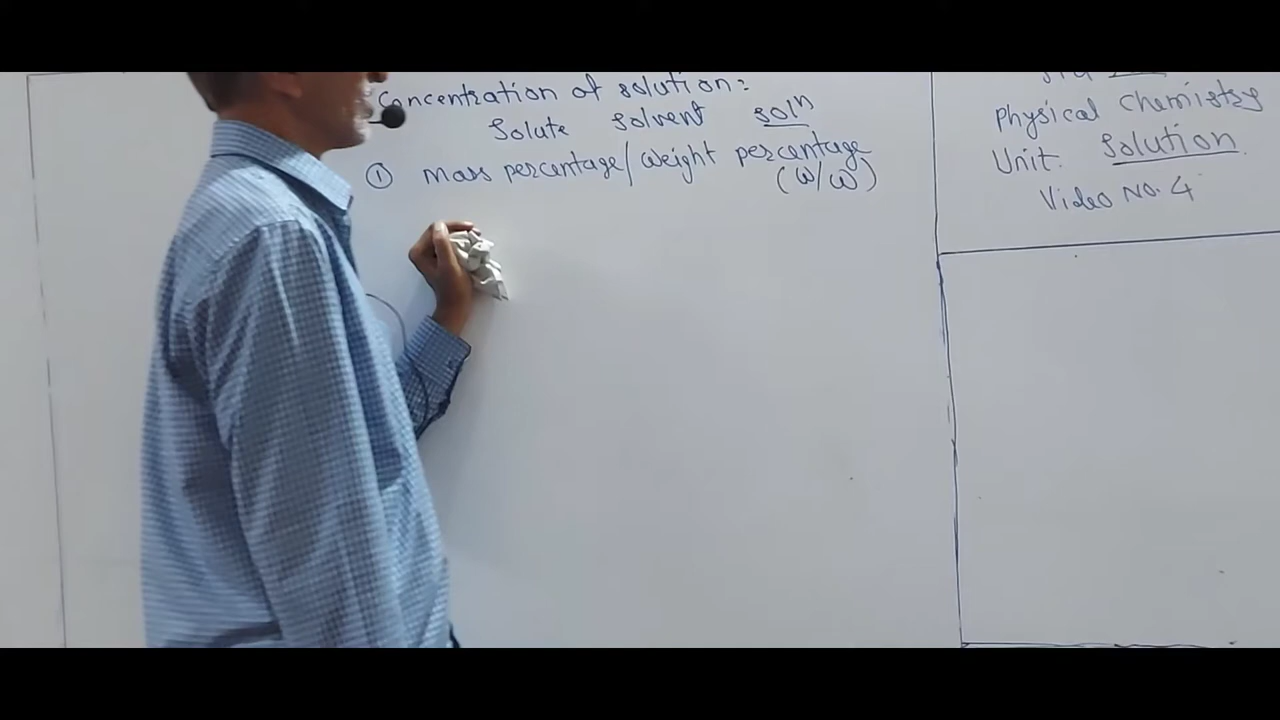 Concentration of solution:
Solute solvent solⁿ
① Mass percentage/weight percentage
(W/W)
Physical Chemistry
Unit: Solution
Video No. 4